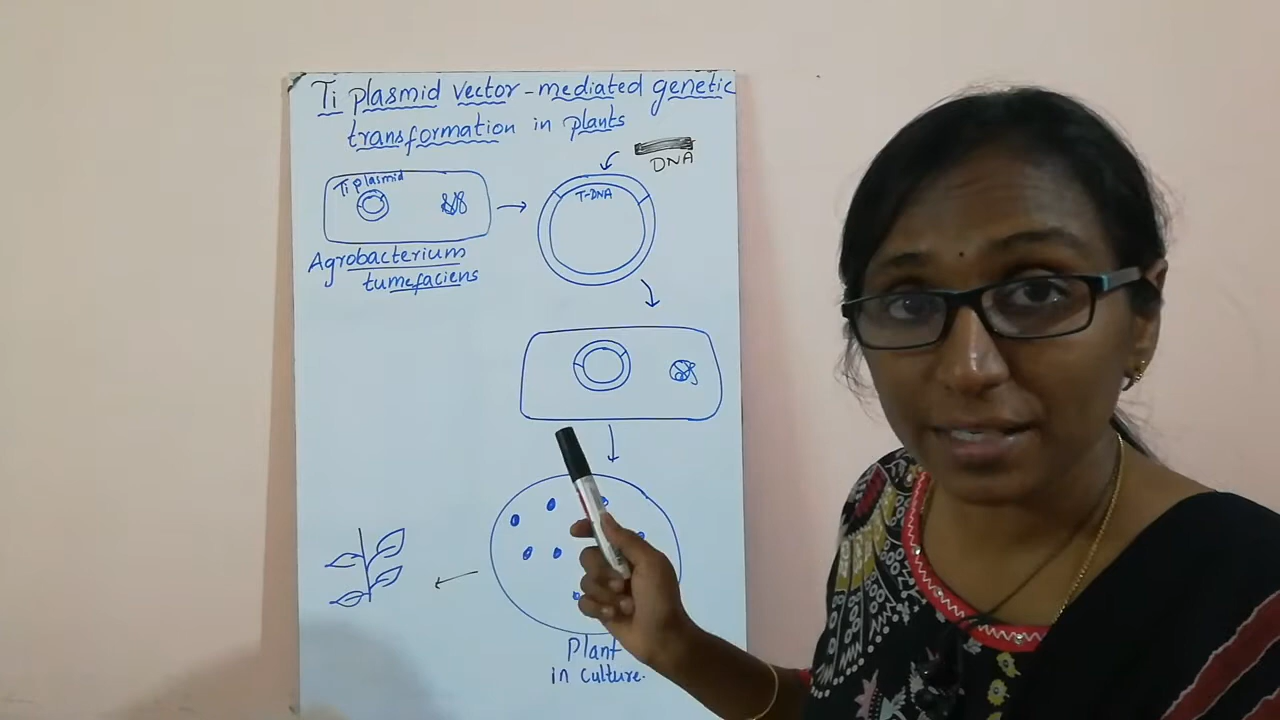 Ti plasmid vector-mediated genetic
transformation in plants
DNA
Ti plasmid
T-DNA
Agrobacterium
tumefaciens
Plant
in culture.